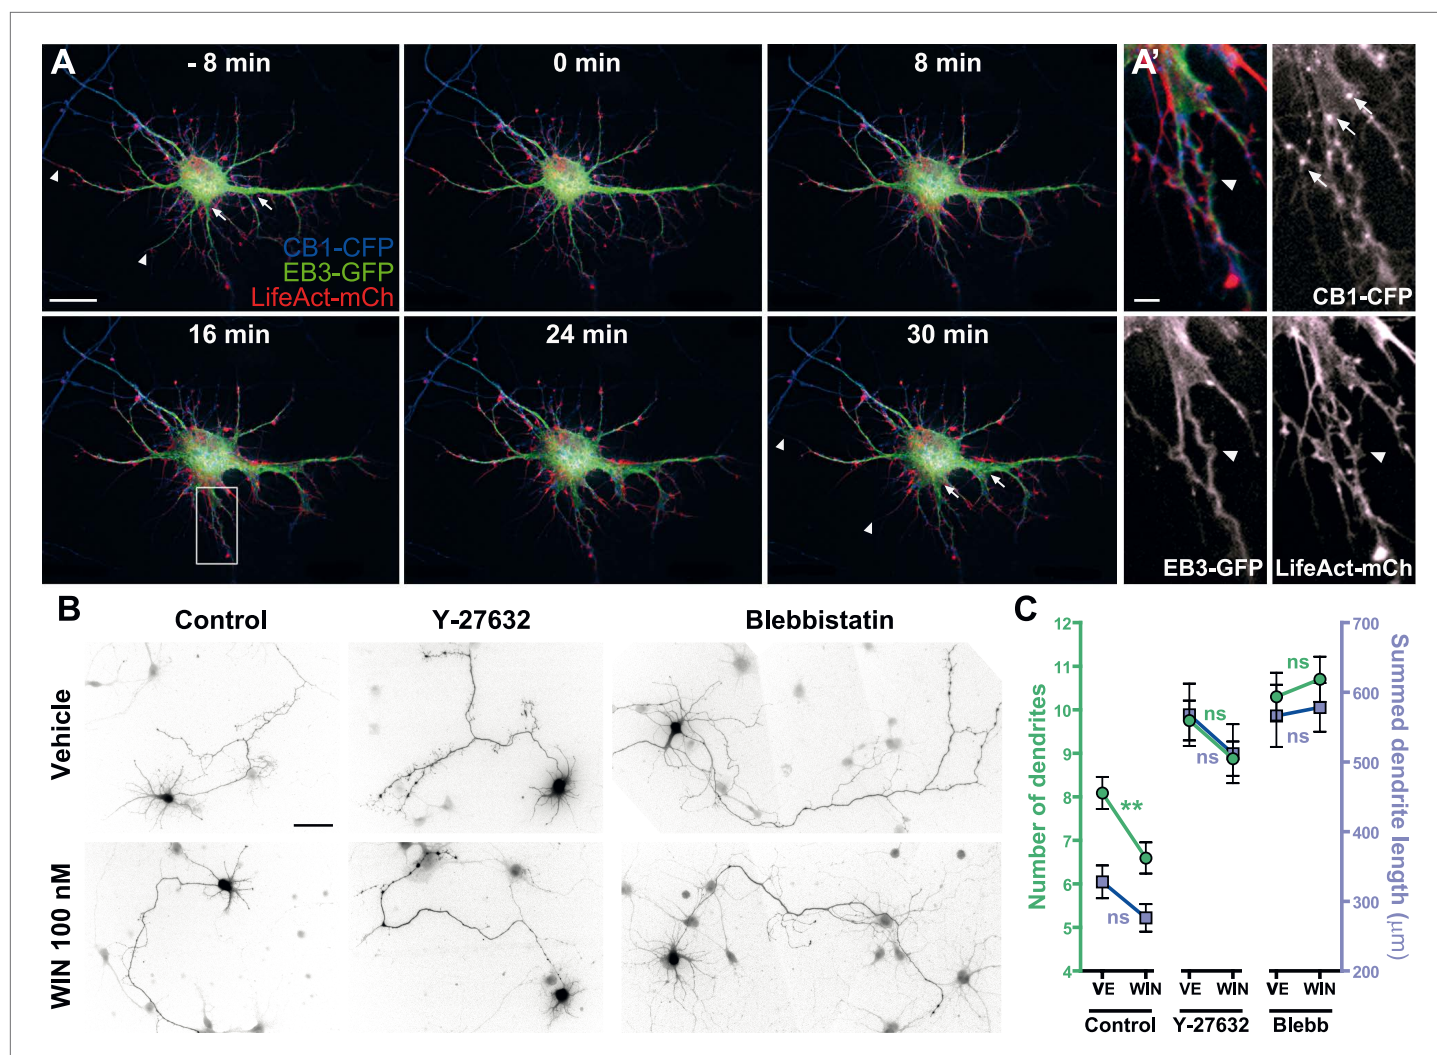 A
- 8 min
0 min
8 min
A'
CB1-CFP
EB3-GFP
LifeAct-mCh
CB1-CFP
16 min
24 min
30 min
EB3-GFP
LifeAct-mCh
B
Control
Y-27632
Blebbistatin
Vehicle
WIN 100 nM
C
Number of dendrites
12
11
10
9
8
7
6
5
4
Summed dendrite length (μm)
700
600
500
400
300
200
**
ns
ns
ns
ns
ns
VE
WIN
VE
WIN
VE
WIN
Control
Y-27632
Blebb